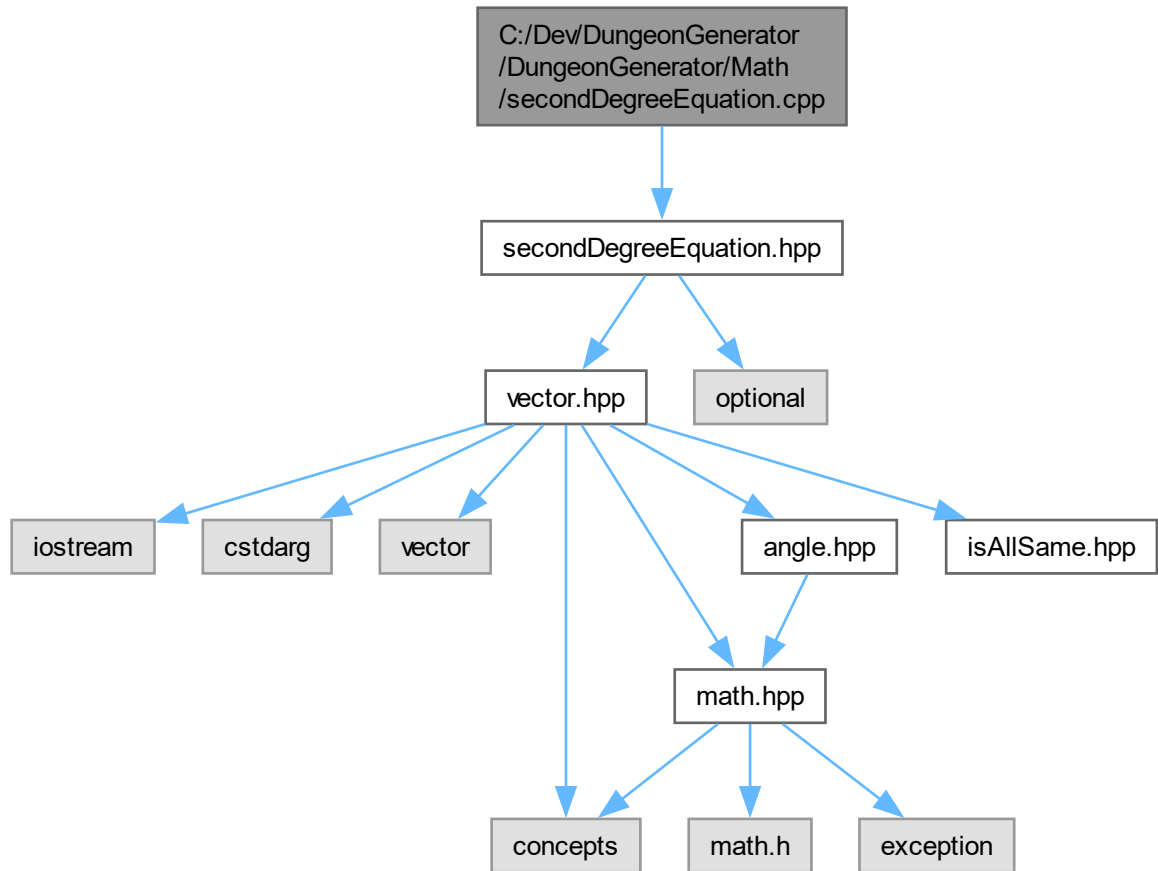 C:/Dev/DungeonGenerator
/DungeonGenerator/Math
/secondDegreeEquation.cpp
secondDegreeEquation.hpp
vector.hpp
optional
iostream
cstdarg
vector
angle.hpp
isAllSame.hpp
math.hpp
concepts
math.h
exception